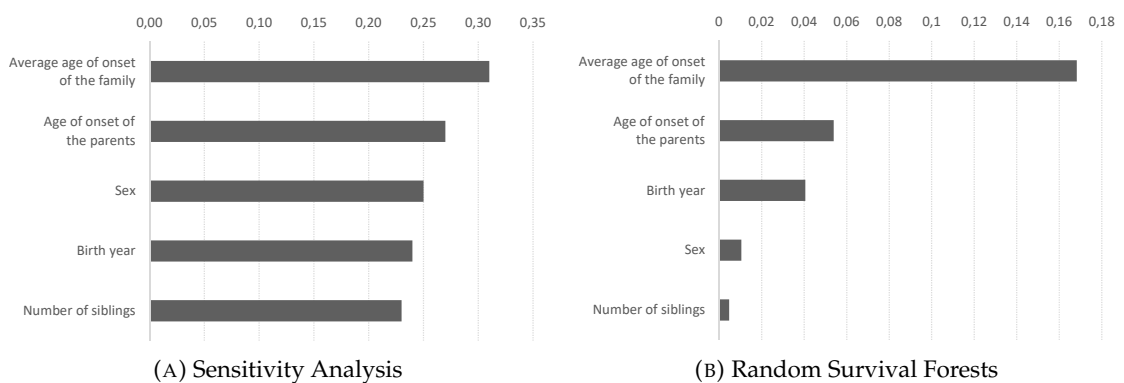 0,00 0,05 0,10 0,15 0,20 0,25 0,30 0,35
Average age of onset
of the family
Age of onset of
the parents
Sex
Birth year
Number of siblings
(A) Sensitivity Analysis
0 0,02 0,04 0,06 0,08 0,1 0,12 0,14 0,16 0,18
Average age of onset
of the family
Age of onset of
the parents
Birth year
Sex
Number of siblings
(B) Random Survival Forests